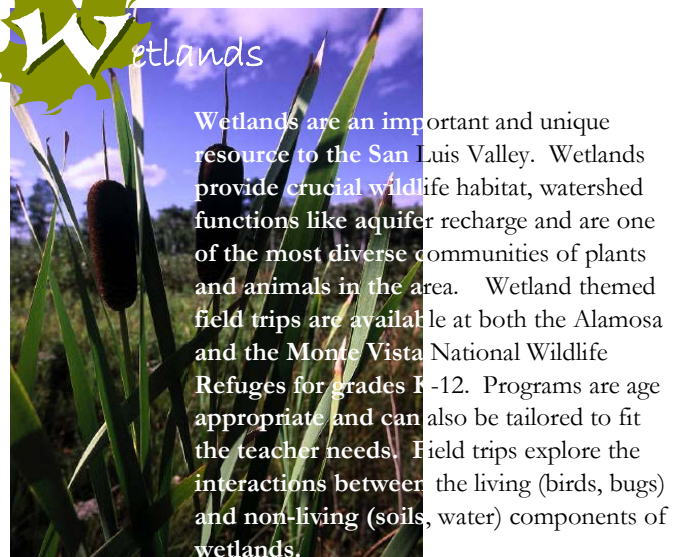 Wetlands
Wetlands are an important and unique
resource to the San Luis Valley.  Wetlands
provide crucial wildlife habitat, watershed
functions like aquifer recharge and are one
of the most diverse communities of plants
and animals in the area.    Wetland themed
field trips are available at both the Alamosa
and the Monte Vista National Wildlife
Refuges for grades K-12.  Programs are age
appropriate and can also be tailored to fit
the teacher needs.  Field trips explore the
interactions between the living (birds, bugs)
and non-living (soils, water) components of
wetlands.